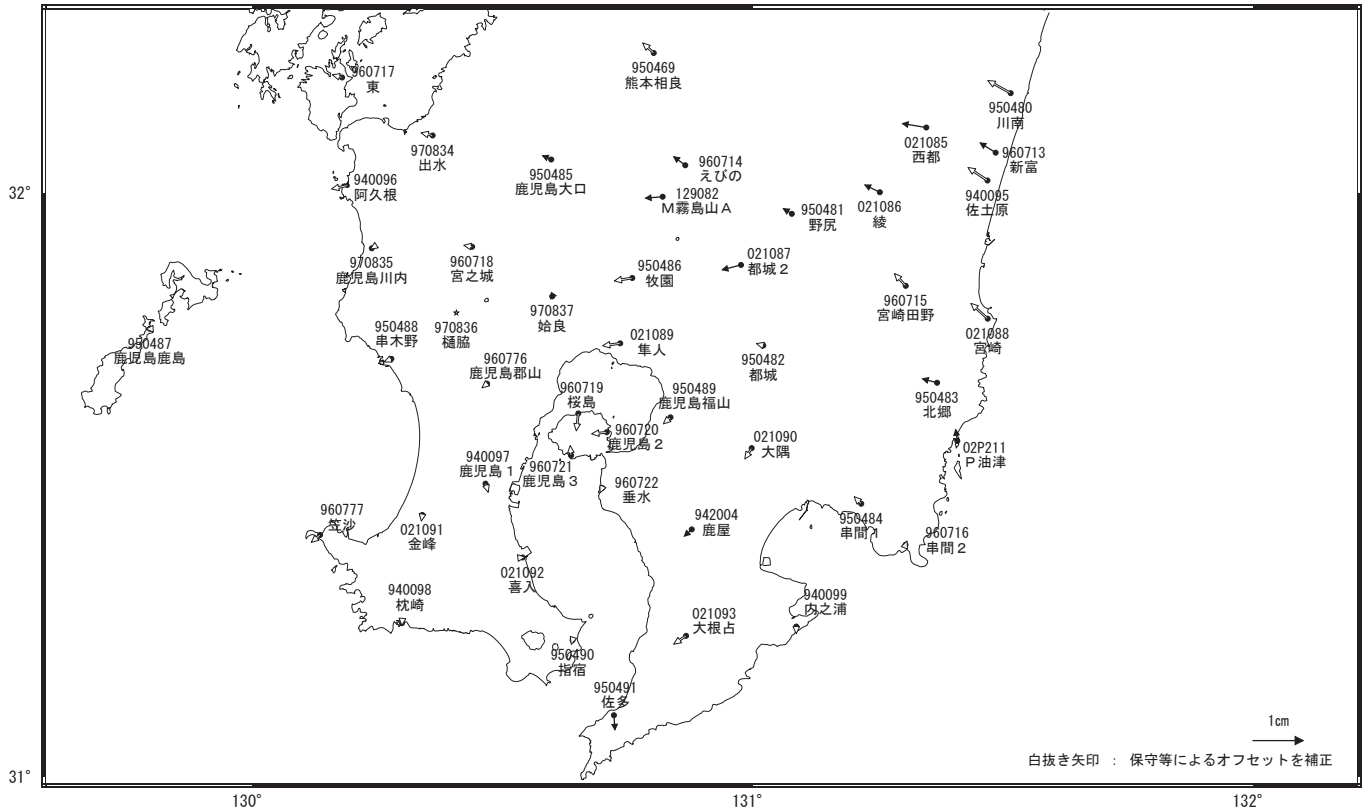 950469
熊本相良
960717
東
950480
川南
021085
西都
970834
出水
960713
新富
950485
鹿児島大口
960714
えびの
940096
阿久根
32°
129082
M霧島山A
950481
野尻
021086
綾
940095
佐土原
970835
鹿児島川内
960718
宮之城
950486
牧園
021087
都城2
960715
宮崎田野
970837
姶良
970836
樋脇
950487
鹿児島鹿島
950488
串木野
021089
隼人
950482
都城
021088
宮崎
960776
鹿児島郡山
960719
桜島
950489
鹿児島福山
950483
北郷
960720
鹿児島2
021090
大隅
02P211
P油津
940097
鹿児島1
960721
鹿児島3
960722
垂水
960777
笠沙
021091
金峰
942004
鹿屋
950484
串間1
960716
串間2
021092
喜入
940098
枕崎
940099
内之浦
021093
大根占
950490
指宿
950491
佐多
1cm
白抜き矢印 : 保守等によるオフセットを補正
31°
130°
131°
132°